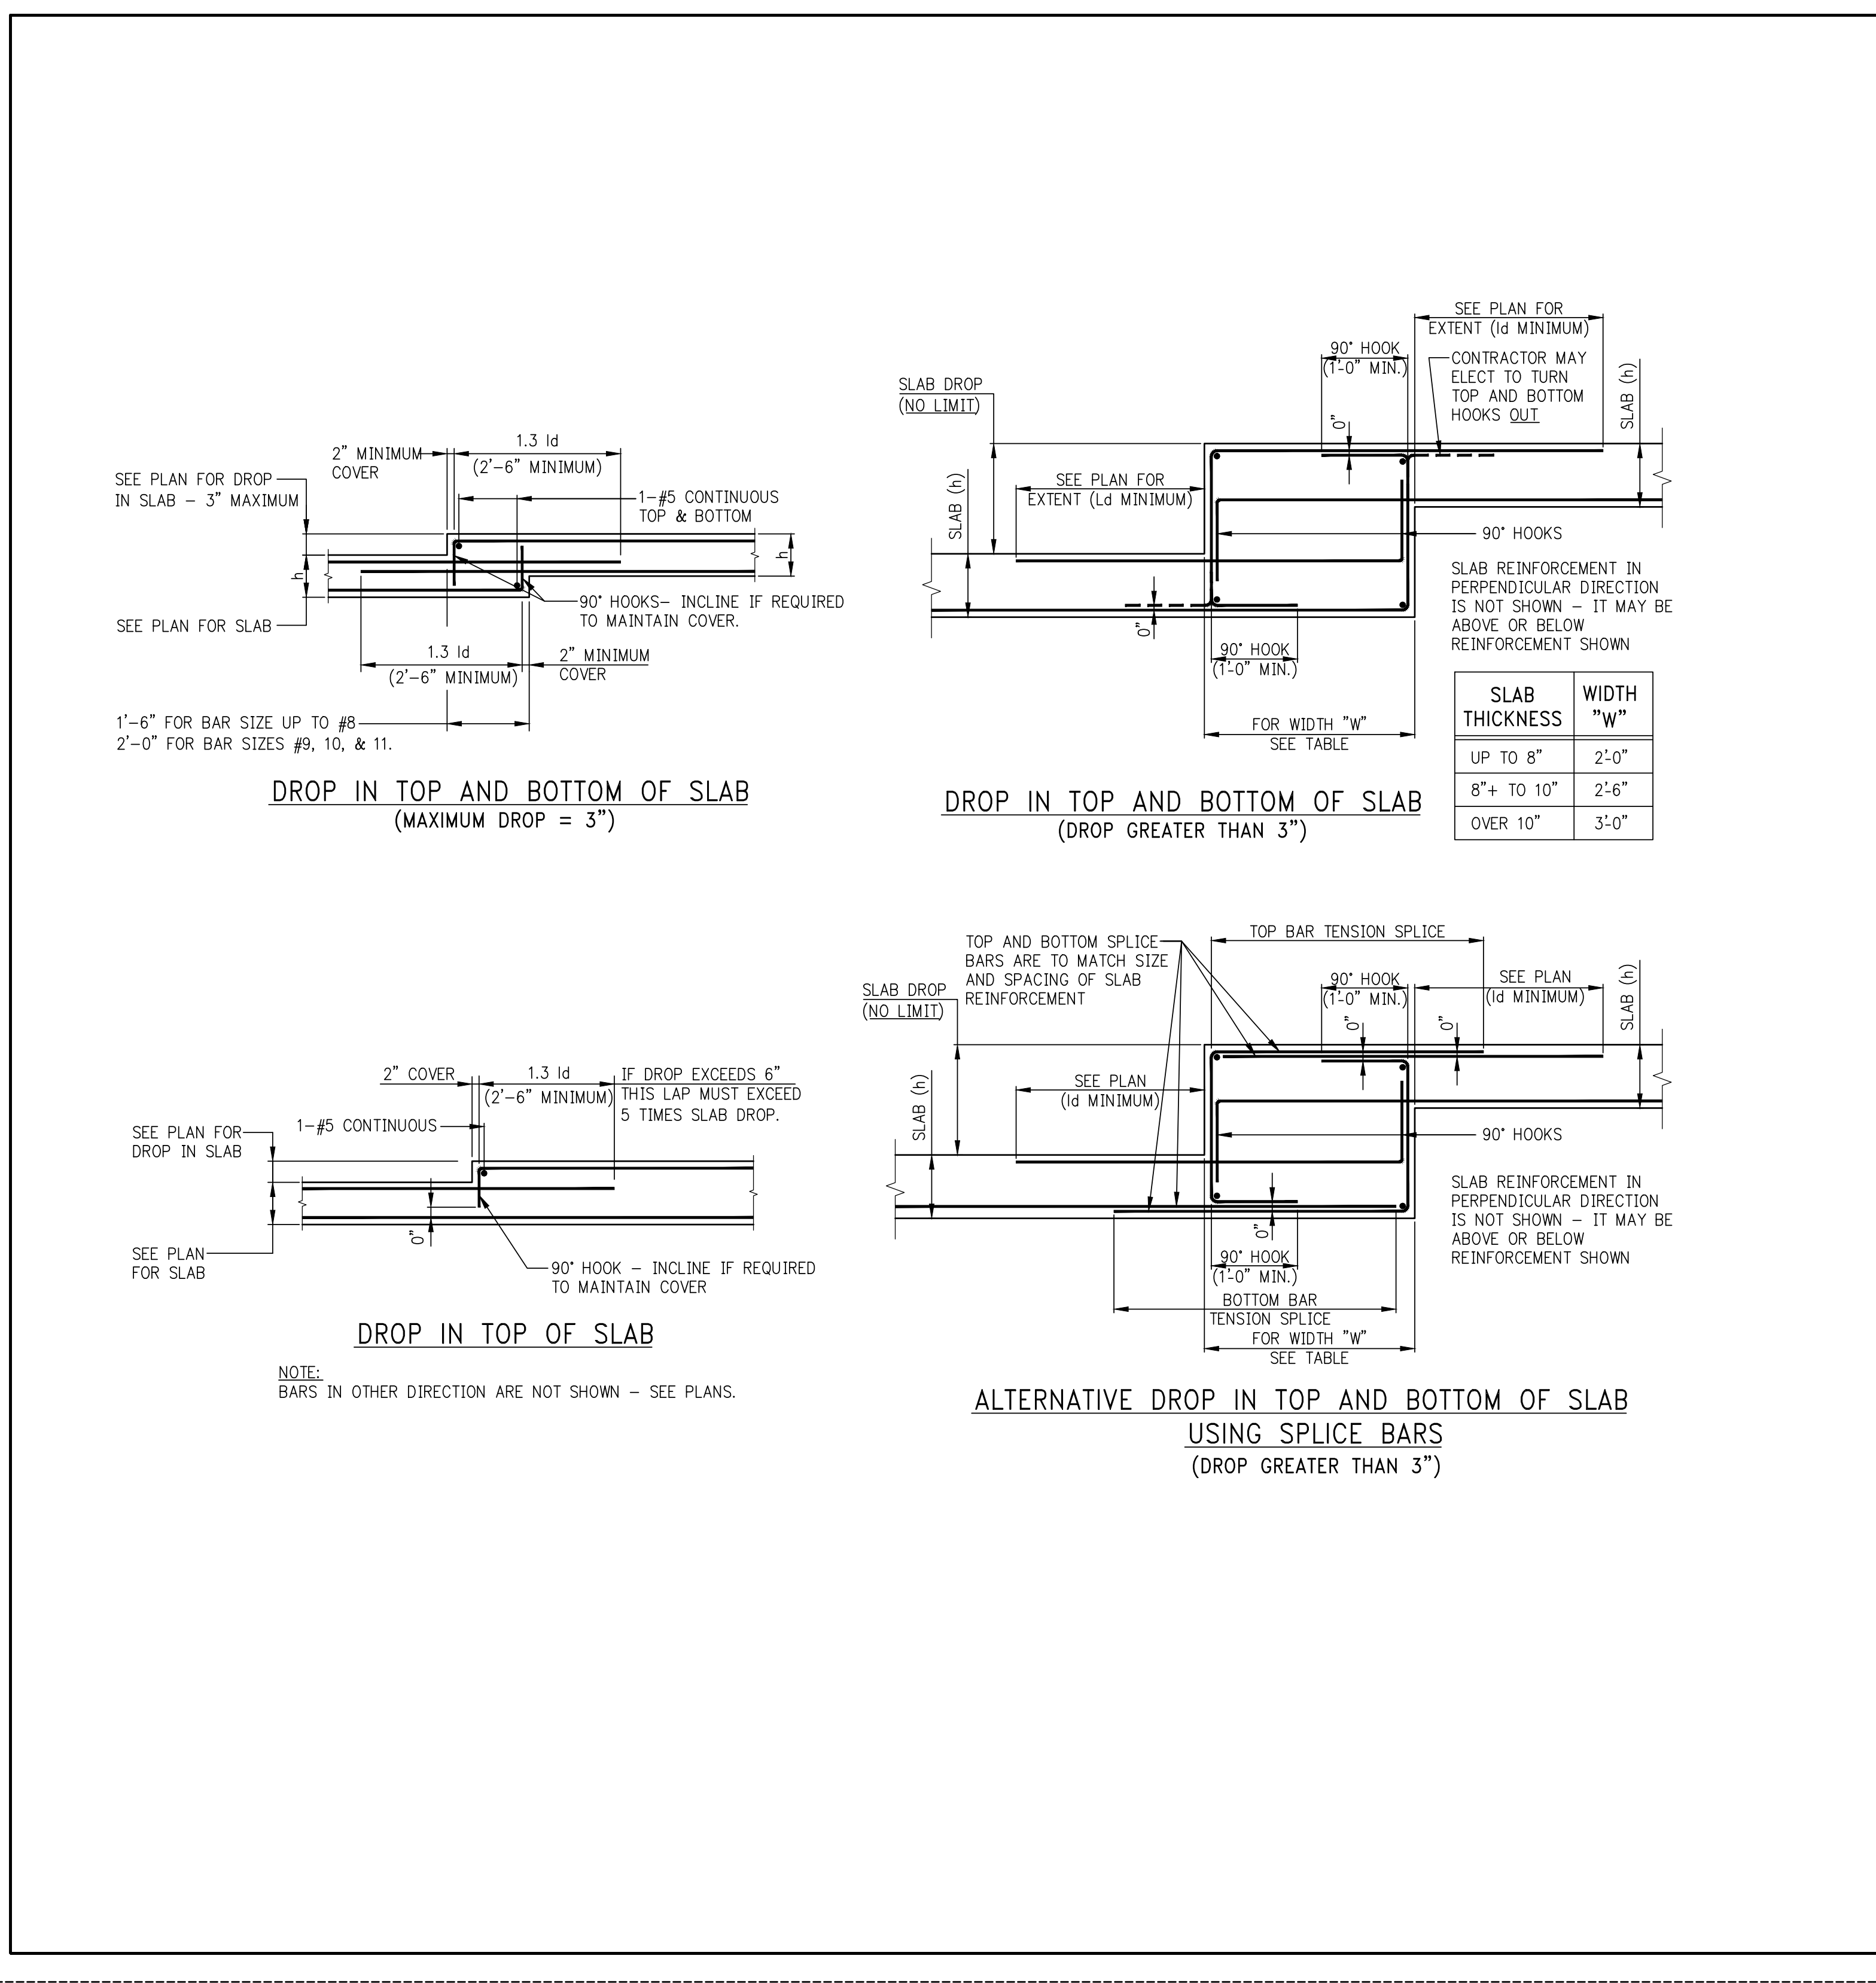 2” MINIMUM
COVER
1.3 ld
(2’–6” MINIMUM)
SEE PLAN FOR DROP
IN SLAB – 3” MAXIMUM
1–#5 CONTINUOUS
TOP & BOTTOM
h
h
90° HOOKS– INCLINE IF REQUIRED
TO MAINTAIN COVER.
SEE PLAN FOR SLAB
1.3 ld
(2’–6” MINIMUM)
2” MINIMUM
COVER
1’–6” FOR BAR SIZE UP TO #8
2’–0” FOR BAR SIZES #9, 10, & 11.
DROP IN TOP AND BOTTOM OF SLAB
(MAXIMUM DROP = 3”)
SEE PLAN FOR
EXTENT (ld MINIMUM)
90° HOOK
(1’-0” MIN.)
CONTRACTOR MAY
ELECT TO TURN
TOP AND BOTTOM
HOOKS OUT
SLAB (h)
SLAB DROP
(NO LIMIT)
0”
SEE PLAN FOR
EXTENT (Ld MINIMUM)
SLAB (h)
90° HOOKS
SLAB REINFORCEMENT IN
PERPENDICULAR DIRECTION
IS NOT SHOWN – IT MAY BE
ABOVE OR BELOW
REINFORCEMENT SHOWN
0”
90° HOOK
(1’-0” MIN.)
FOR WIDTH ”W”
SEE TABLE
SLAB THICKNESS
WIDTH ”W”
UP TO 8” 2’-0”
8”+ TO 10” 2’-6”
OVER 10” 3’-0”
DROP IN TOP AND BOTTOM OF SLAB
(DROP GREATER THAN 3”)
2” COVER
1.3 ld
(2’–6” MINIMUM)
IF DROP EXCEEDS 6”
THIS LAP MUST EXCEED
5 TIMES SLAB DROP.
1–#5 CONTINUOUS
SEE PLAN FOR
DROP IN SLAB
0”
SEE PLAN
FOR SLAB
90° HOOK – INCLINE IF REQUIRED
TO MAINTAIN COVER
DROP IN TOP OF SLAB
NOTE:
BARS IN OTHER DIRECTION ARE NOT SHOWN – SEE PLANS.
TOP AND BOTTOM SPLICE
BARS ARE TO MATCH SIZE
AND SPACING OF SLAB
REINFORCEMENT
TOP BAR TENSION SPLICE
90° HOOK
(1’-0” MIN.)
SEE PLAN
(ld MINIMUM)
SLAB (h)
SLAB DROP
(NO LIMIT)
0”
0”
SEE PLAN
(ld MINIMUM)
SLAB (h)
90° HOOKS
SLAB REINFORCEMENT IN
PERPENDICULAR DIRECTION
IS NOT SHOWN – IT MAY BE
ABOVE OR BELOW
REINFORCEMENT SHOWN
0”
90° HOOK
(1’-0” MIN.)
BOTTOM BAR
TENSION SPLICE
FOR WIDTH ”W”
SEE TABLE
ALTERNATIVE DROP IN TOP AND BOTTOM OF SLAB
USING SPLICE BARS
(DROP GREATER THAN 3”)